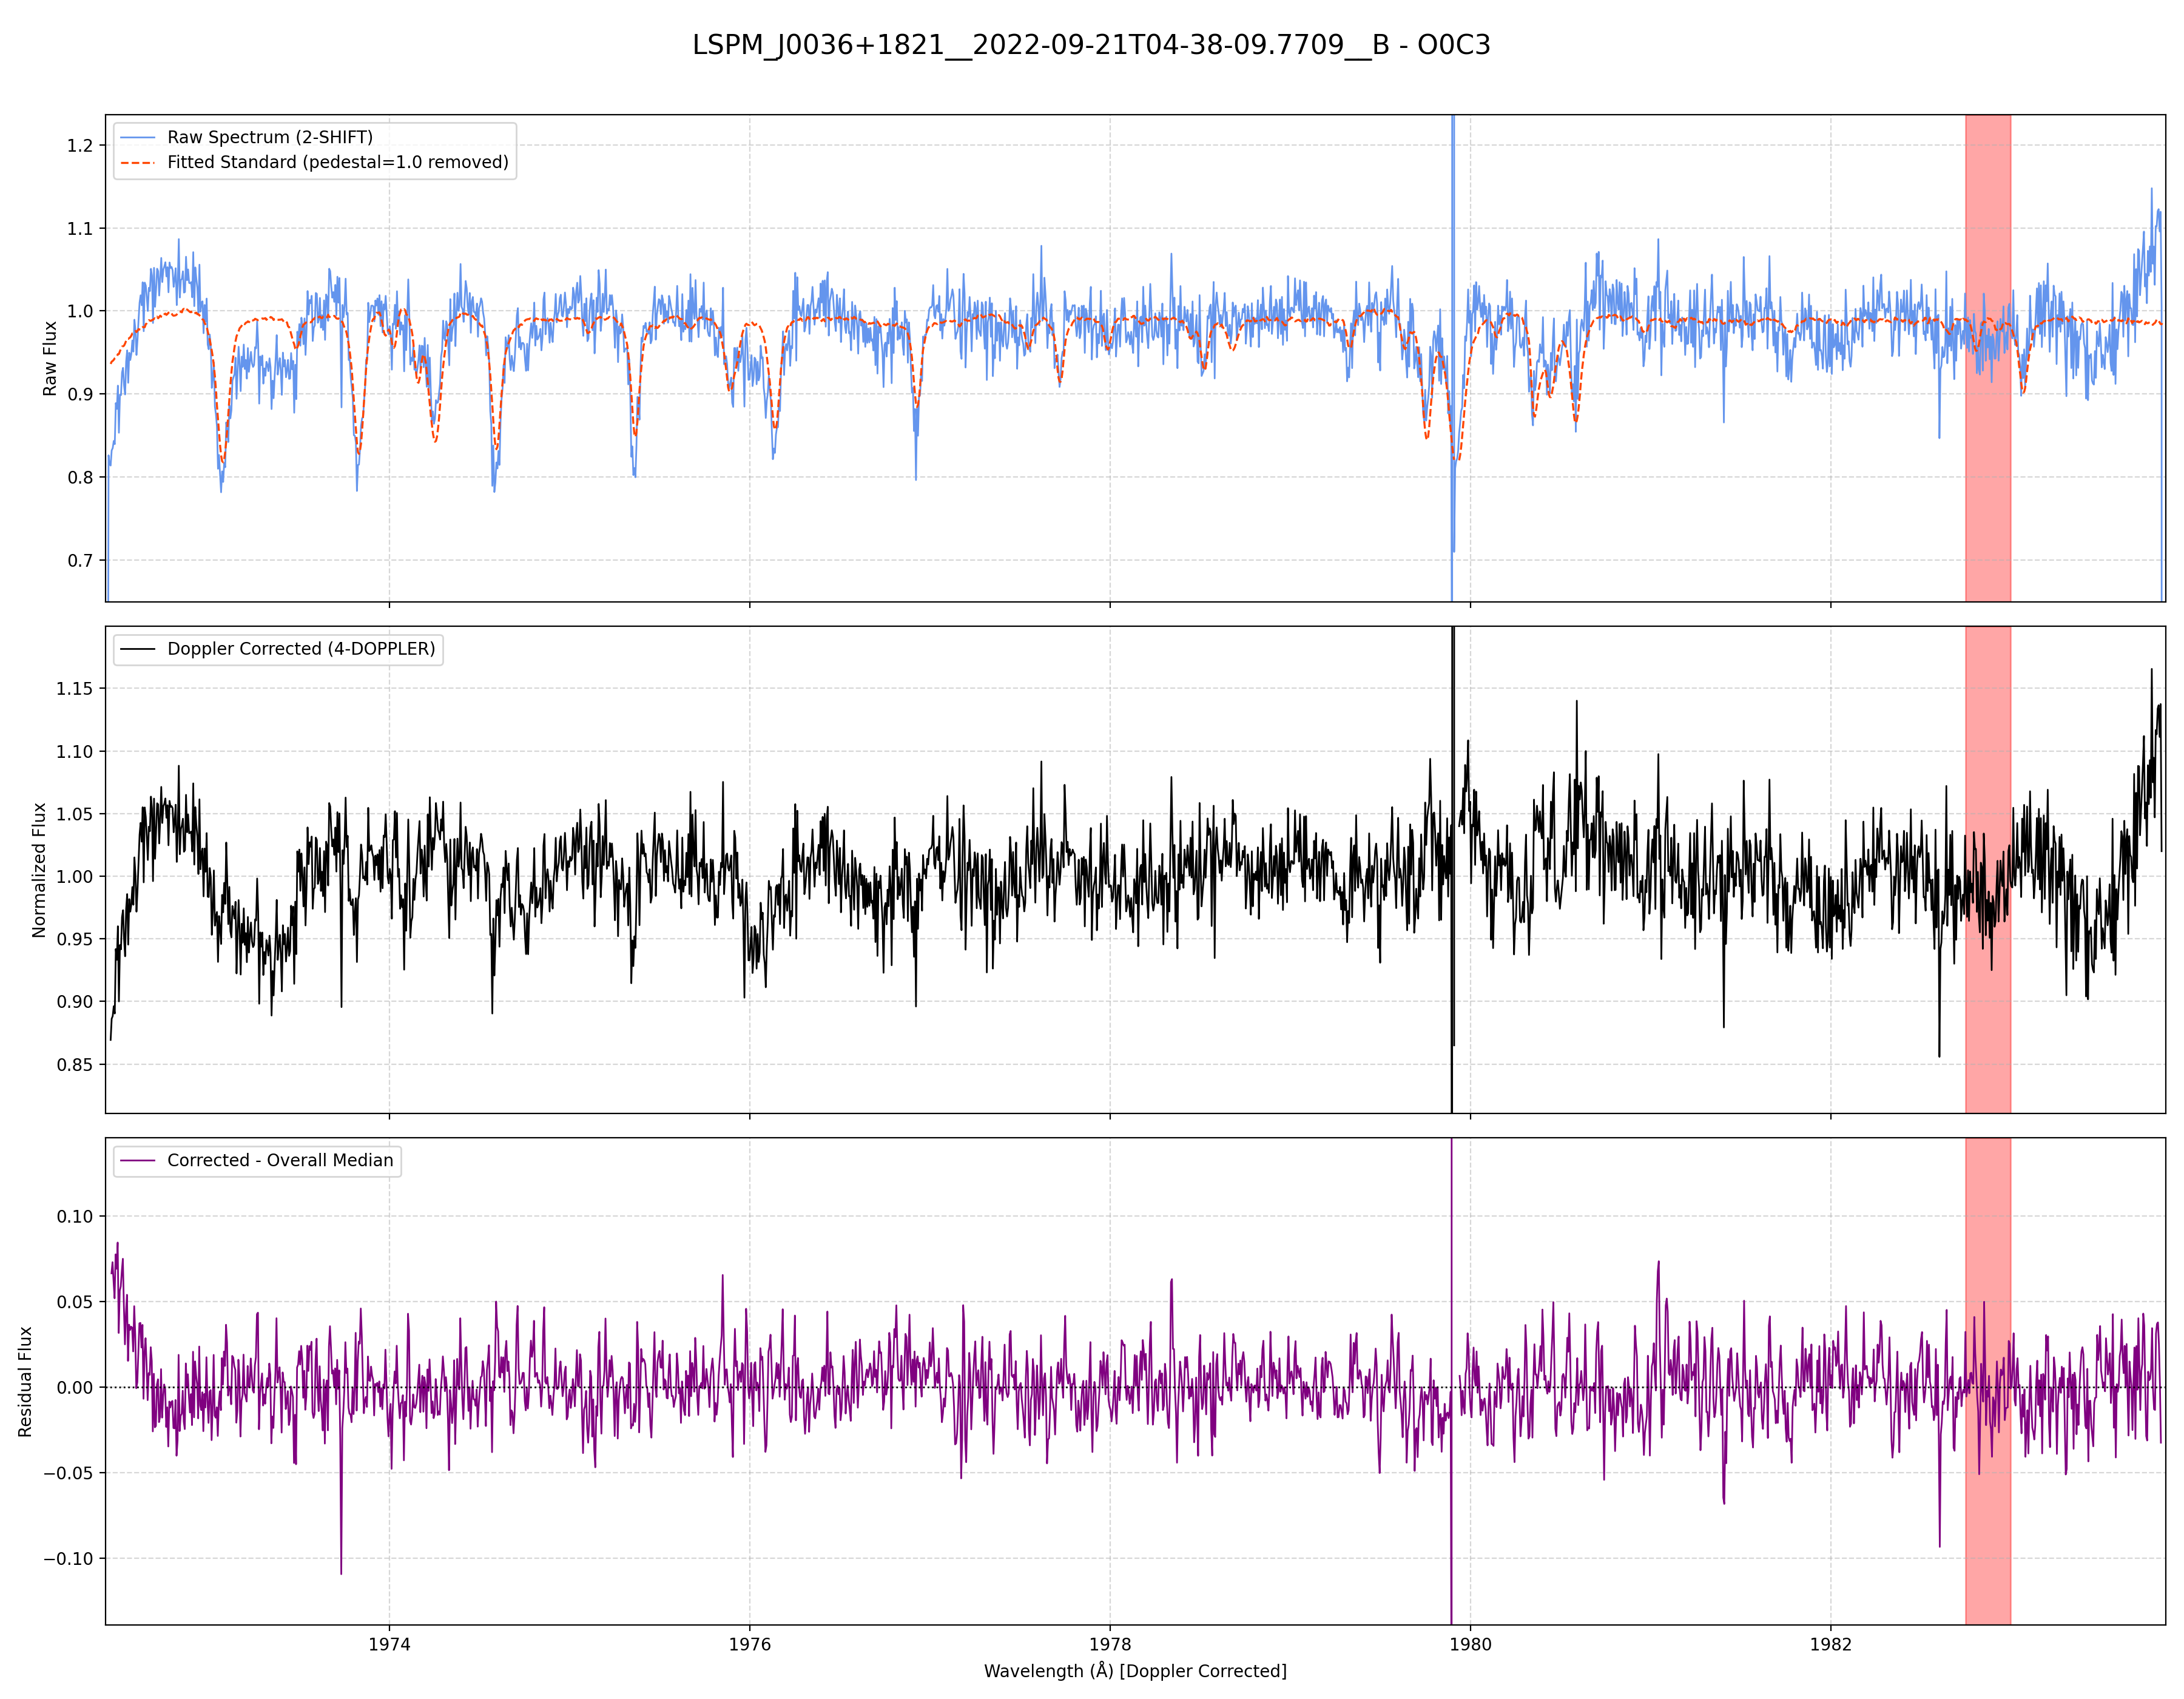 LSPM_J0036+1821__2022-09-21T04-38-09.7709__B - O0C3
Raw Spectrum (2-SHIFT)
Fitted Standard (pedestal=1.0 removed)
Raw Flux
1.2
1.1
1.0
0.9
0.8
0.7
Doppler Corrected (4-DOPPLER)
Normalized Flux
1.15
1.10
1.05
1.00
0.95
0.90
0.85
Corrected - Overall Median
Residual Flux
0.10
0.05
0.00
−0.05
−0.10
1974
1976
1978
1980
1982
Wavelength (Å) [Doppler Corrected]